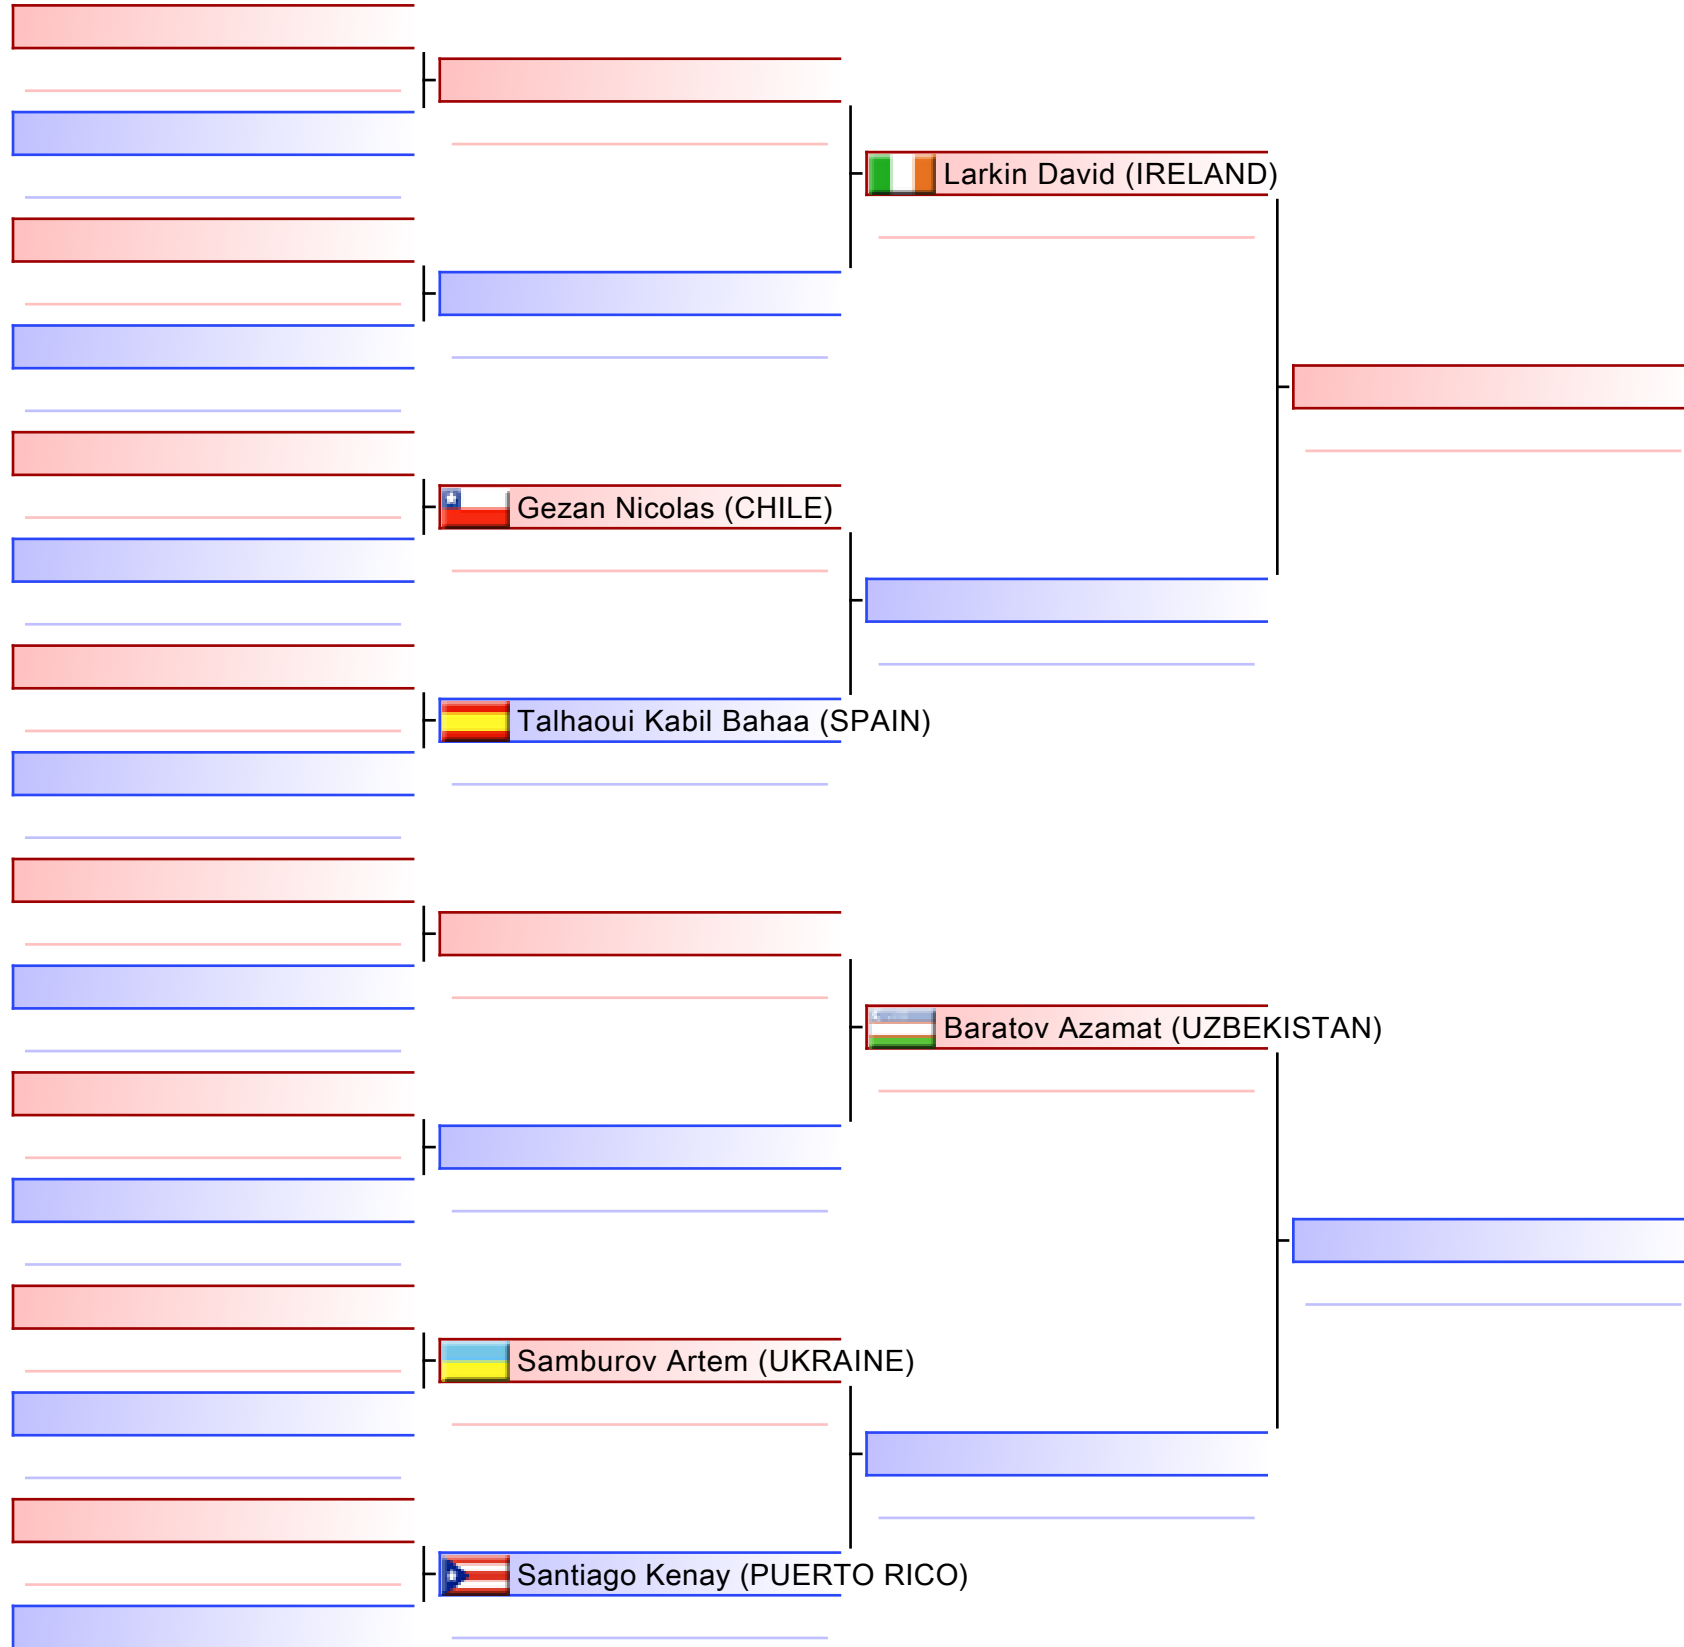 Larkin David (IRELAND)
Gezan Nicolas (CHILE)
Talhaoui Kabil Bahaa (SPAIN)
Baratov Azamat (UZBEKISTAN)
Samburov Artem (UKRAINE)
Santiago Kenay (PUERTO RICO)